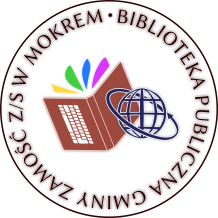 BIBLIOTEKA PUBLICZNA GMINY ZAMOŚĆ Z/S W MOKREM •